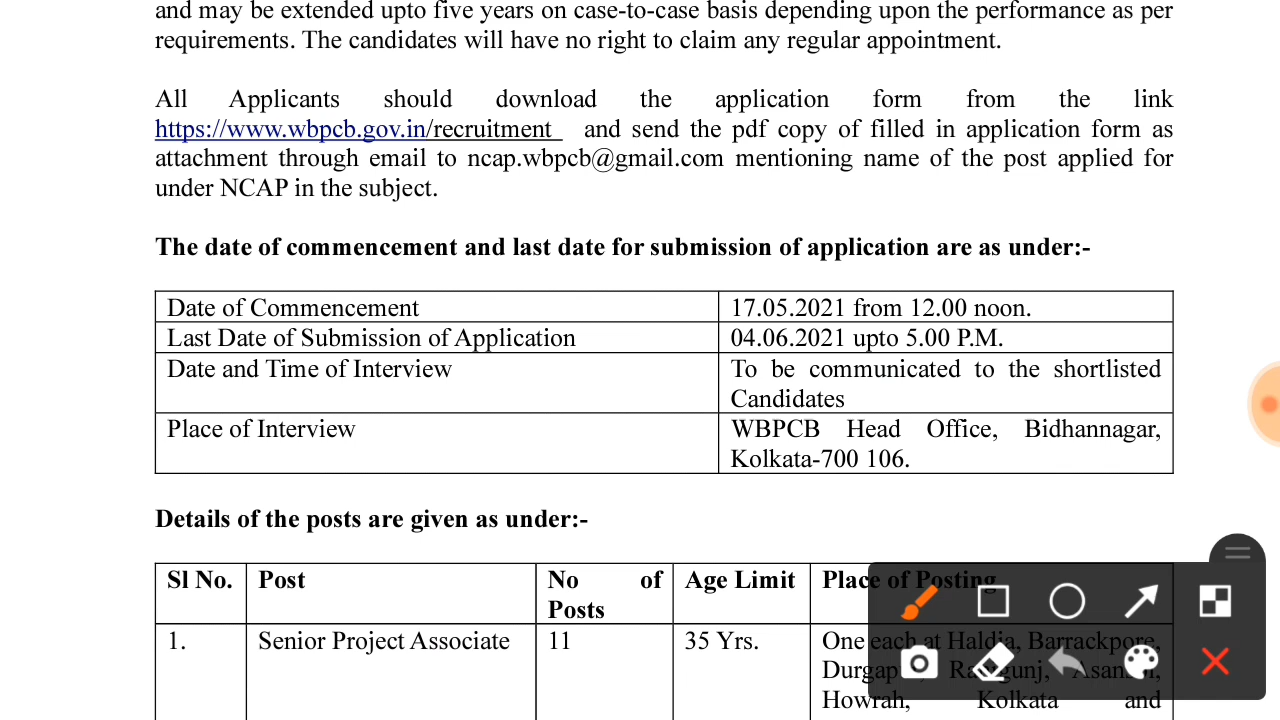 and may be extended upto five years on case-to-case basis depending upon the performance as per
requirements. The candidates will have no right to claim any regular appointment.
All Applicants should download the application form from the link
https://www.wbpcb.gov.in/recruitment and send the pdf copy of filled in application form as
attachment through email to ncap.wbpcb@gmail.com mentioning name of the post applied for
under NCAP in the subject.
The date of commencement and last date for submission of application are as under:-
Date of Commencement 17.05.2021 from 12.00 noon.
Last Date of Submission of Application 04.06.2021 upto 5.00 P.M.
Date and Time of Interview To be communicated to the shortlisted
Candidates
Place of Interview WBPCB Head Office, Bidhannagar,
Kolkata-700 106.
Details of the posts are given as under:-
Sl No. Post No of Age Limit Place of Posting
Posts
1. Senior Project Associate 11 35 Yrs. One each at Haldia, Barrackpore,
Howrah, Kolkata and